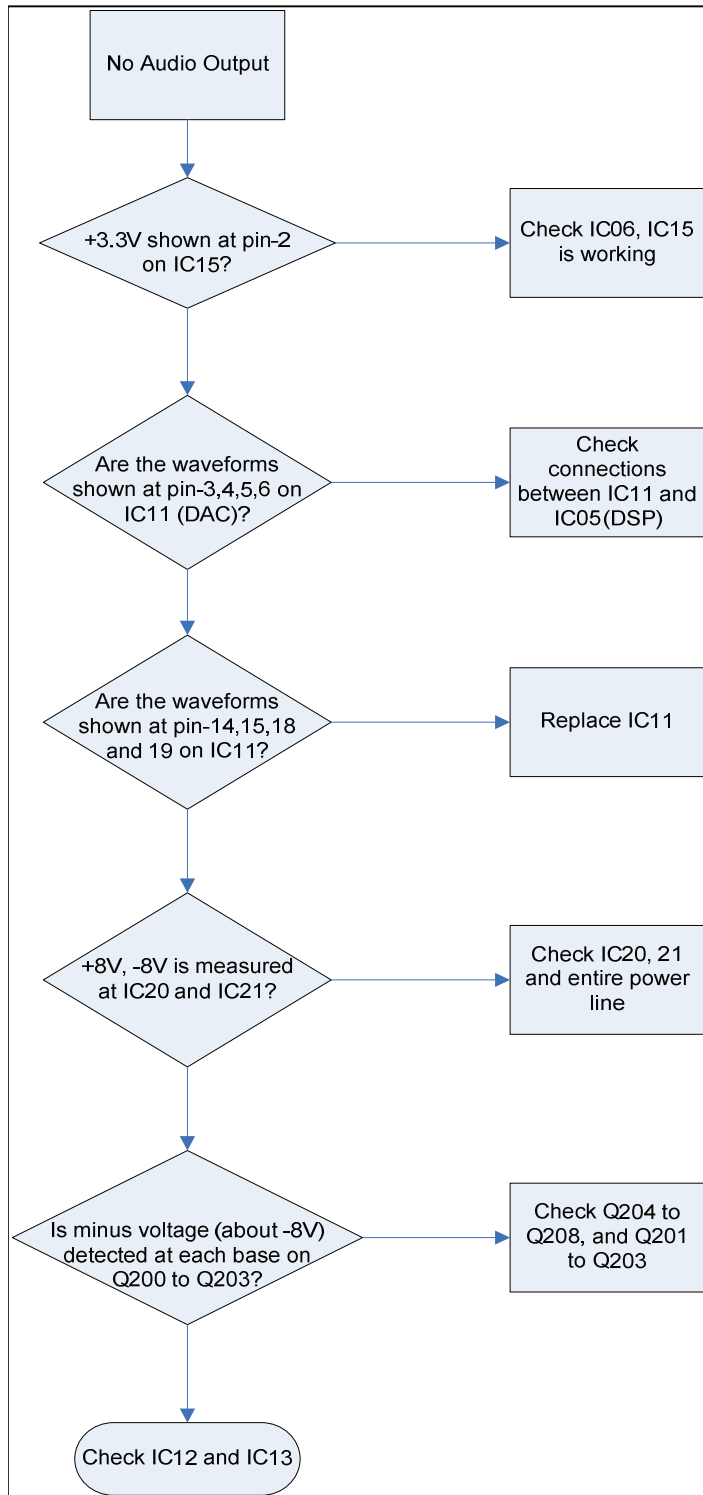 No Audio Output
+3.3V shown at pin-2
on IC15?
Check IC06, IC15
is working
Are the waveforms
shown at pin-3,4,5,6 on
IC11 (DAC)?
Check
connections
between IC11 and
IC05(DSP)
Are the waveforms
shown at pin-14,15,18
and 19 on IC11?
Replace IC11
+8V, -8V is measured
at IC20 and IC21?
Check IC20, 21
and entire power
line
Is minus voltage (about -8V)
detected at each base on
Q200 to Q203?
Check Q204 to
Q208, and Q201
to Q203
Check IC12 and IC13